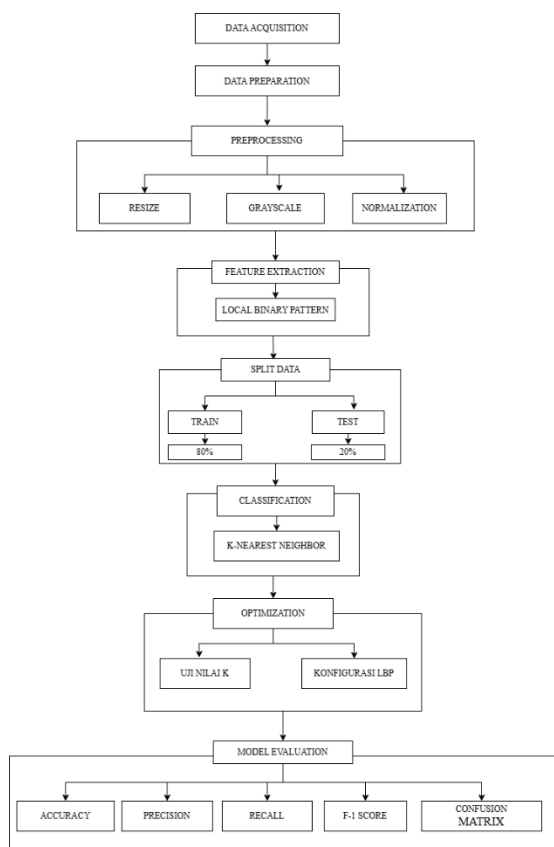 DATA ACQUISITION
DATA PREPARATION
PREPROCESSING
RESIZE
GRAYSCALE
NORMALIZATION
FEATURE EXTRACTION
LOCAL BINARY PATTERN
SPLIT DATA
TRAIN
TEST
80%
20%
CLASSIFICATION
K-NEAREST NEIGHBOR
OPTIMIZATION
UJI NILAI K
KONFIGURASI LBP
MODEL EVALUATION
ACCURACY
PRECISION
RECALL
F-1 SCORE
CONFUSION
MATRIX